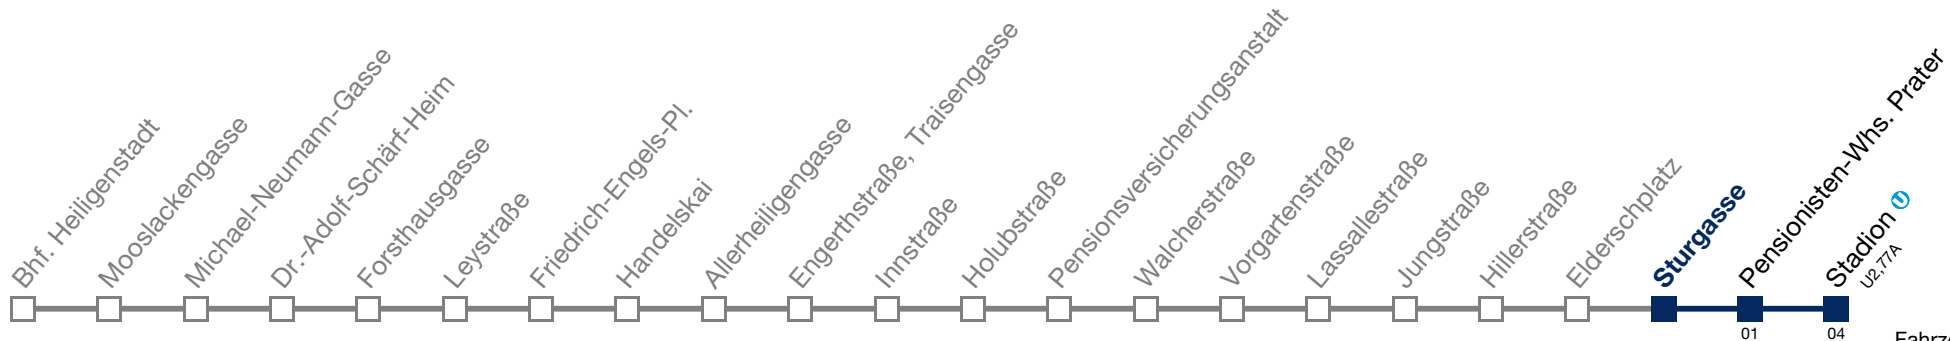 Bhf. Heiligenstadt
Mooslackengasse
Michael-Neumann-Gasse
Dr.-Adolf-Schärf-Heim
Forsthausgasse
Leystraße
Friedrich-Engels-Pl.
Handelskai
Allerheiligengasse
Engerthstraße, Traisengasse
Innstraße
Holubstraße
Pensionsversicherungsanstalt
Walcherstraße
Vorgartenstraße
Lassallestraße
Jungstraße
Hillerstraße
Elderschplatz
Sturgasse
Pensionisten-Whs. Prater
Stadion
U2,77A
01
04